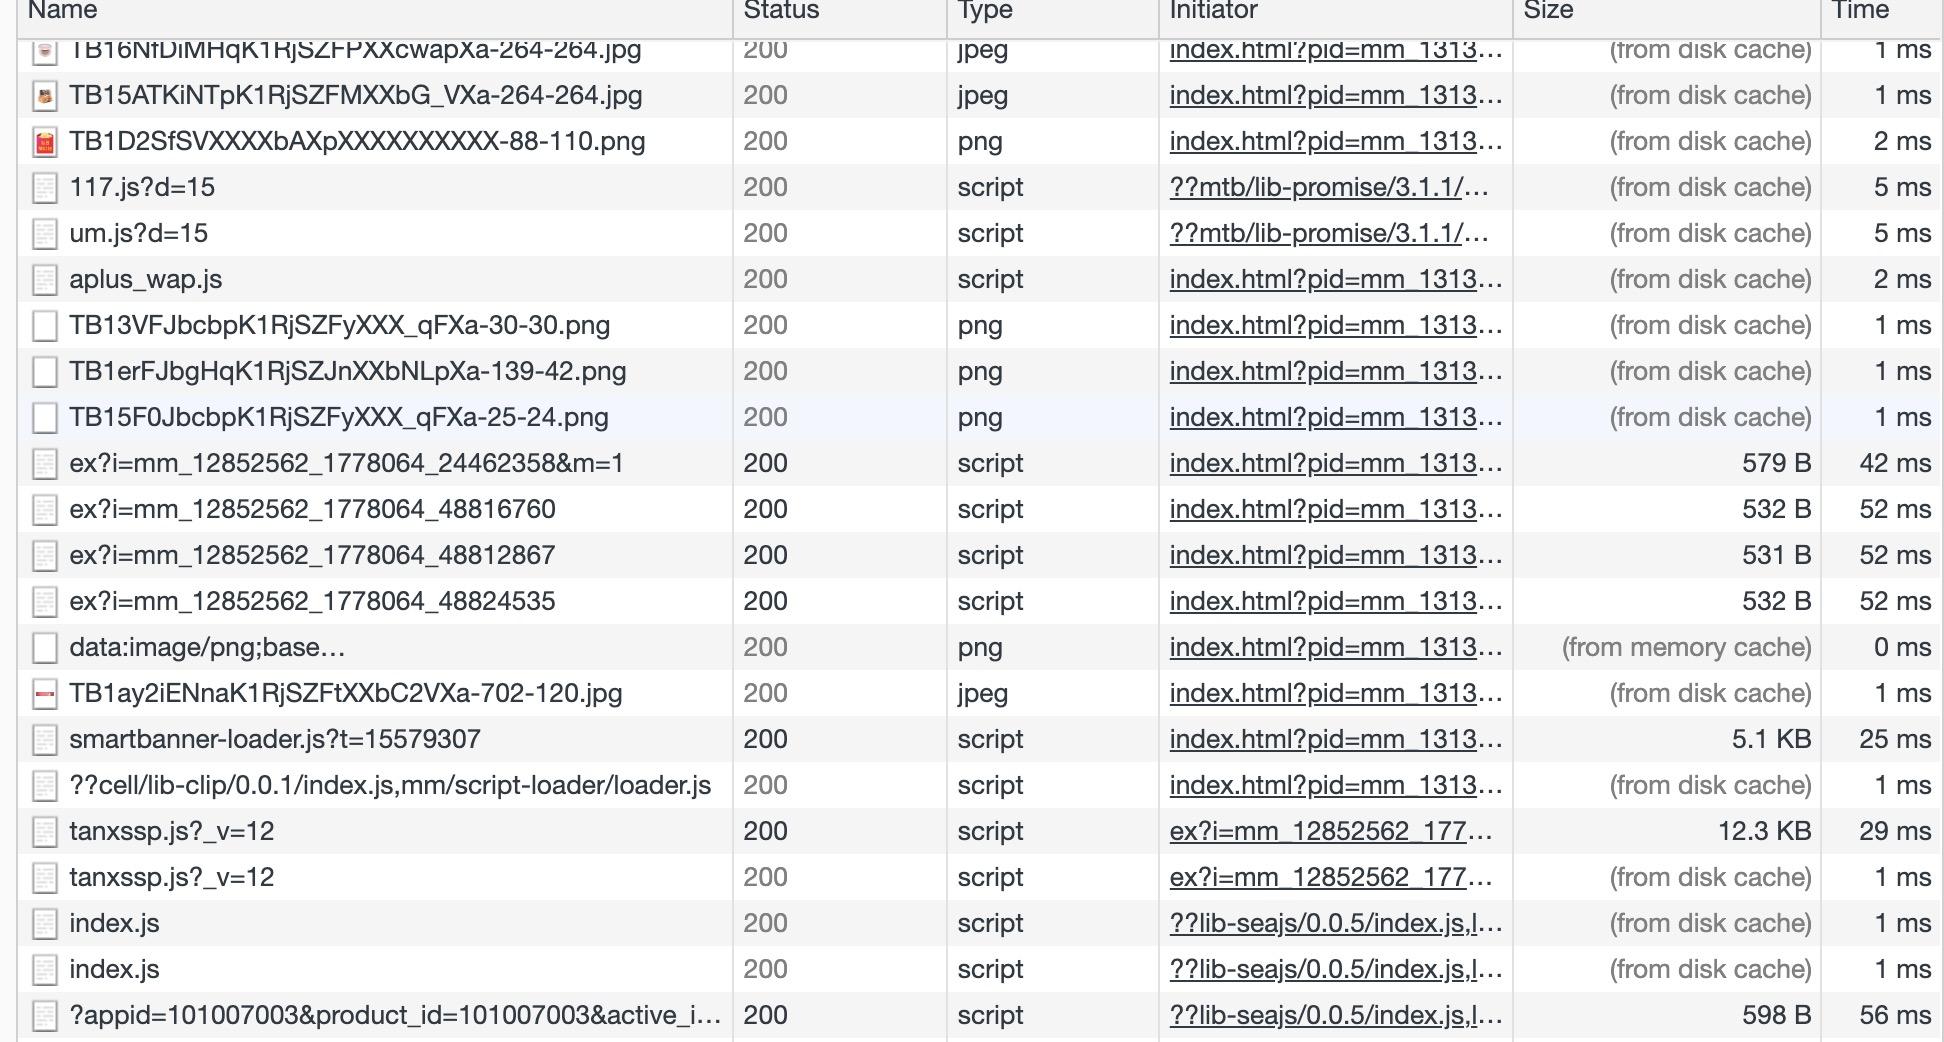 Name Status Type Initiator Size Time
TB16NfDiMHqK1RjSZFPXXcwapXa-264-264.jpg 200 jpeg index.html?pid=mm_1313… (from disk cache) 1 ms
TB15ATKiNTpK1RjSZFMXXbG_VXa-264-264.jpg 200 jpeg index.html?pid=mm_1313… (from disk cache) 1 ms
TB1D2SfSVXXXXbAXpXXXXXXXXXX-88-110.png 200 png index.html?pid=mm_1313… (from disk cache) 2 ms
117.js?d=15 200 script ??mtb/lib-promise/3.1.1/… (from disk cache) 5 ms
um.js?d=15 200 script ??mtb/lib-promise/3.1.1/… (from disk cache) 5 ms
aplus_wap.js 200 script index.html?pid=mm_1313… (from disk cache) 2 ms
TB13VFJbcbpK1RjSZFyXXX_qFXa-30-30.png 200 png index.html?pid=mm_1313… (from disk cache) 1 ms
TB1erFJbgHqK1RjSZJnXXbNLpXa-139-42.png 200 png index.html?pid=mm_1313… (from disk cache) 1 ms
TB15F0JbcbpK1RjSZFyXXX_qFXa-25-24.png 200 png index.html?pid=mm_1313… (from disk cache) 1 ms
ex?i=mm_12852562_1778064_24462358&m=1 200 script index.html?pid=mm_1313… 579 B 42 ms
ex?i=mm_12852562_1778064_48816760 200 script index.html?pid=mm_1313… 532 B 52 ms
ex?i=mm_12852562_1778064_48812867 200 script index.html?pid=mm_1313… 531 B 52 ms
ex?i=mm_12852562_1778064_48824535 200 script index.html?pid=mm_1313… 532 B 52 ms
data:image/png;base… 200 png index.html?pid=mm_1313… (from memory cache) 0 ms
TB1ay2iENnaK1RjSZFtXXbC2VXa-702-120.jpg 200 jpeg index.html?pid=mm_1313… (from disk cache) 1 ms
smartbanner-loader.js?t=15579307 200 script index.html?pid=mm_1313… 5.1 KB 25 ms
??cell/lib-clip/0.0.1/index.js,mm/script-loader/loader.js 200 script index.html?pid=mm_1313… (from disk cache) 1 ms
tanxssp.js?_v=12 200 script ex?i=mm_12852562_177… 12.3 KB 29 ms
tanxssp.js?_v=12 200 script ex?i=mm_12852562_177… (from disk cache) 1 ms
index.js 200 script ??lib-seajs/0.0.5/index.js,l… (from disk cache) 1 ms
index.js 200 script ??lib-seajs/0.0.5/index.js,l… (from disk cache) 1 ms
?appid=101007003&product_id=101007003&active_i… 200 script ??lib-seajs/0.0.5/index.js,l… 598 B 56 ms